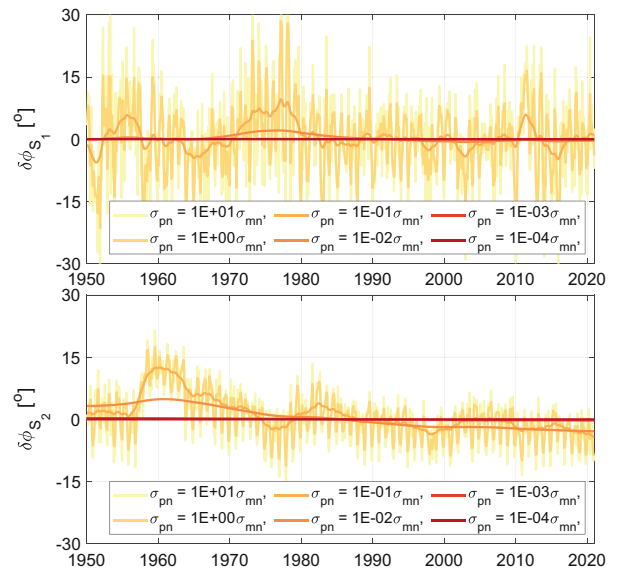 30
15
0
-15
-30
δϕS1 [o]
σpn = 1E+01σmn, σpn = 1E-01σmn, σpn = 1E-03σmn,
σpn = 1E+00σmn, σpn = 1E-02σmn, σpn = 1E-04σmn,
1950 1960 1970 1980 1990 2000 2010 2020
30
15
0
-15
-30
δϕS2 [o]
σpn = 1E+01σmn, σpn = 1E-01σmn, σpn = 1E-03σmn,
σpn = 1E+00σmn, σpn = 1E-02σmn, σpn = 1E-04σmn,
1950 1960 1970 1980 1990 2000 2010 2020